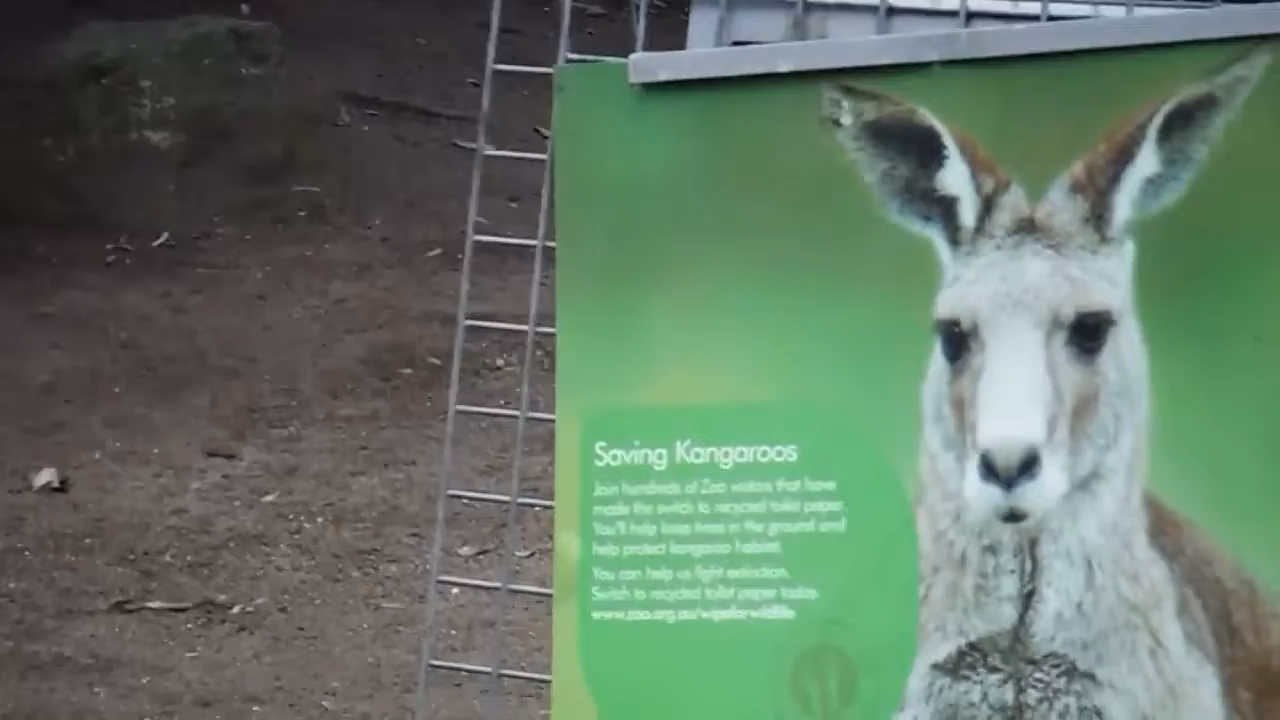 Saving Kangaroos
Join hundreds of Zoo visitors that have
made the switch to recycled toilet paper.
You'll help keep trees in the ground and
help protect kangaroo habitat.
You can help us fight extinction.
Switch to recycled toilet paper today.
www.zoo.org.au/wipeforwildlife